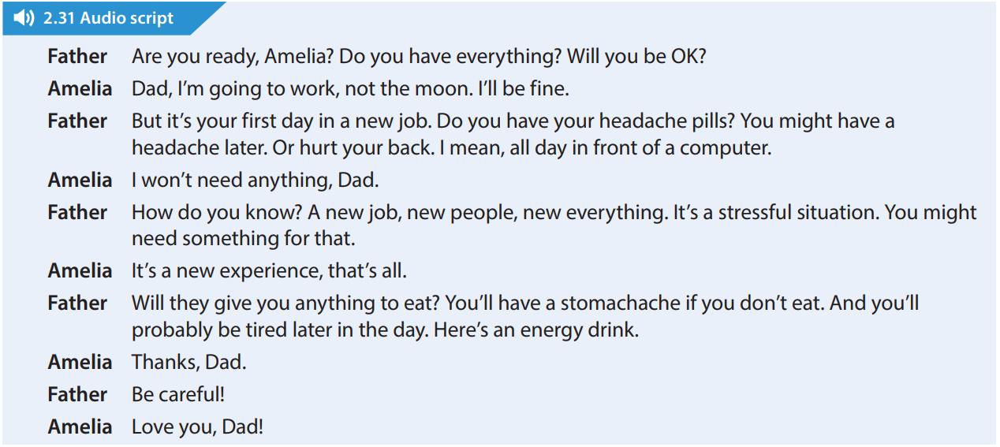 2.31 Audio script
Father Are you ready, Amelia? Do you have everything? Will you be OK?
Amelia Dad, I’m going to work, not the moon. I’ll be fine.
Father But it’s your first day in a new job. Do you have your headache pills? You might have a
headache later. Or hurt your back. I mean, all day in front of a computer.
Amelia I won’t need anything, Dad.
Father How do you know? A new job, new people, new everything. It’s a stressful situation. You might
need something for that.
Amelia It’s a new experience, that’s all.
Father Will they give you anything to eat? You’ll have a stomachache if you don’t eat. And you’ll
probably be tired later in the day. Here’s an energy drink.
Amelia Thanks, Dad.
Father Be careful!
Amelia Love you, Dad!